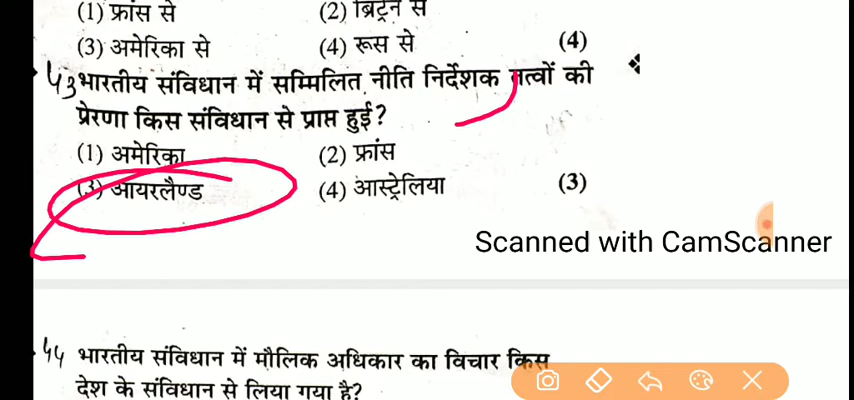 (1) फ्रांस से (2) ब्रिट्रेन से
(3) अमेरिका से (4) रूस से (4)
43 भारतीय संविधान में सम्मिलित नीति निर्देशक तत्वों की
प्रेरणा किस संविधान से प्राप्त हुई?
(1) अमेरिका (2) फ्रांस
(3) आयरलैण्ड (4) आस्ट्रेलिया (3)
Scanned with CamScanner
44 भारतीय संविधान में मौलिक अधिकार का विचार किस
देश के संविधान से लिया गया है?